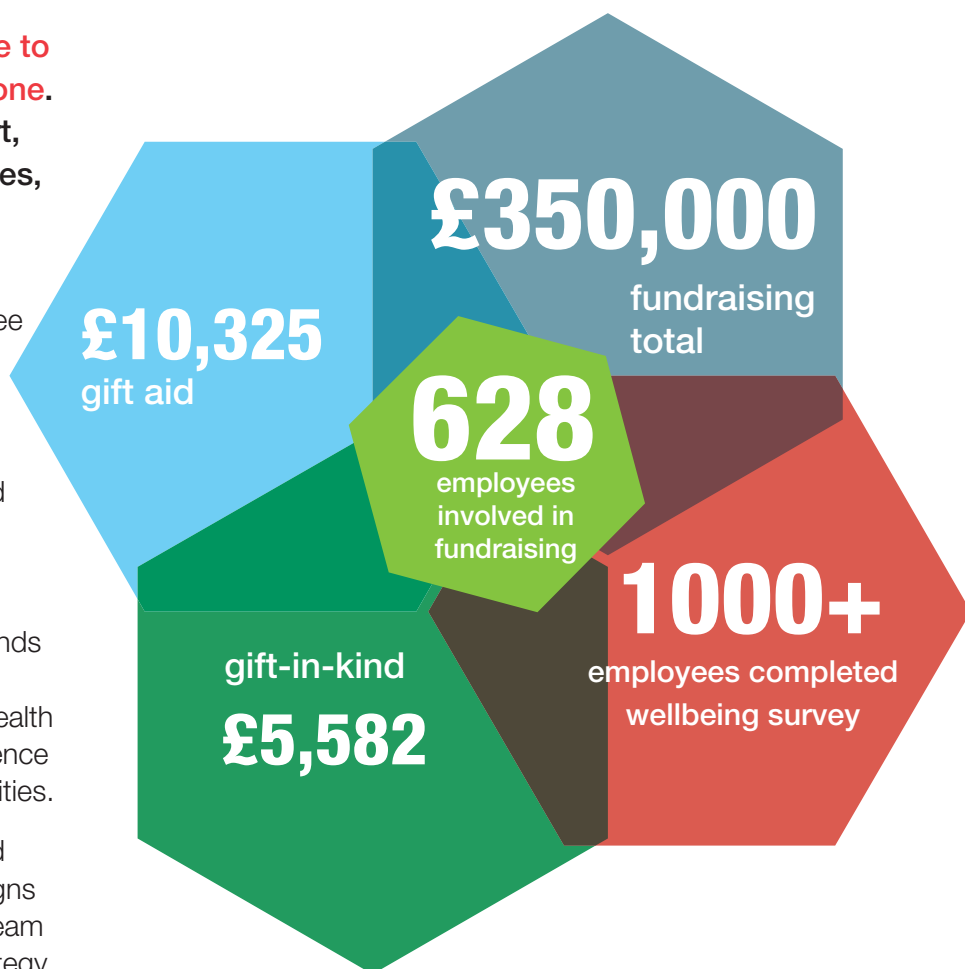 e to
one.
t,
es,
ee
d
nds
ealth
ence
ities.
d
gns
eam
tegy
£350,000
fundraising
total
£10,325
gift aid
628
employees
involved in
fundraising
1000+
employees completed
wellbeing survey
gift-in-kind
£5,582